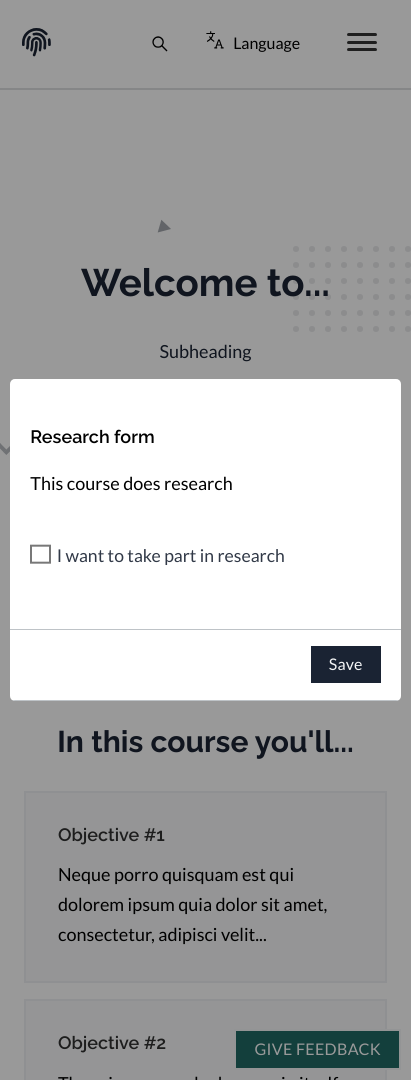 Language
Welcome to...
Subheading
Research form
This course does research
I want to take part in research
Save
In this course you'll...
Objective #1
Neque porro quisquam est qui
dolorem ipsum quia dolor sit amet,
consectetur, adipisci velit...
Objective #2
GIVE FEEDBACK